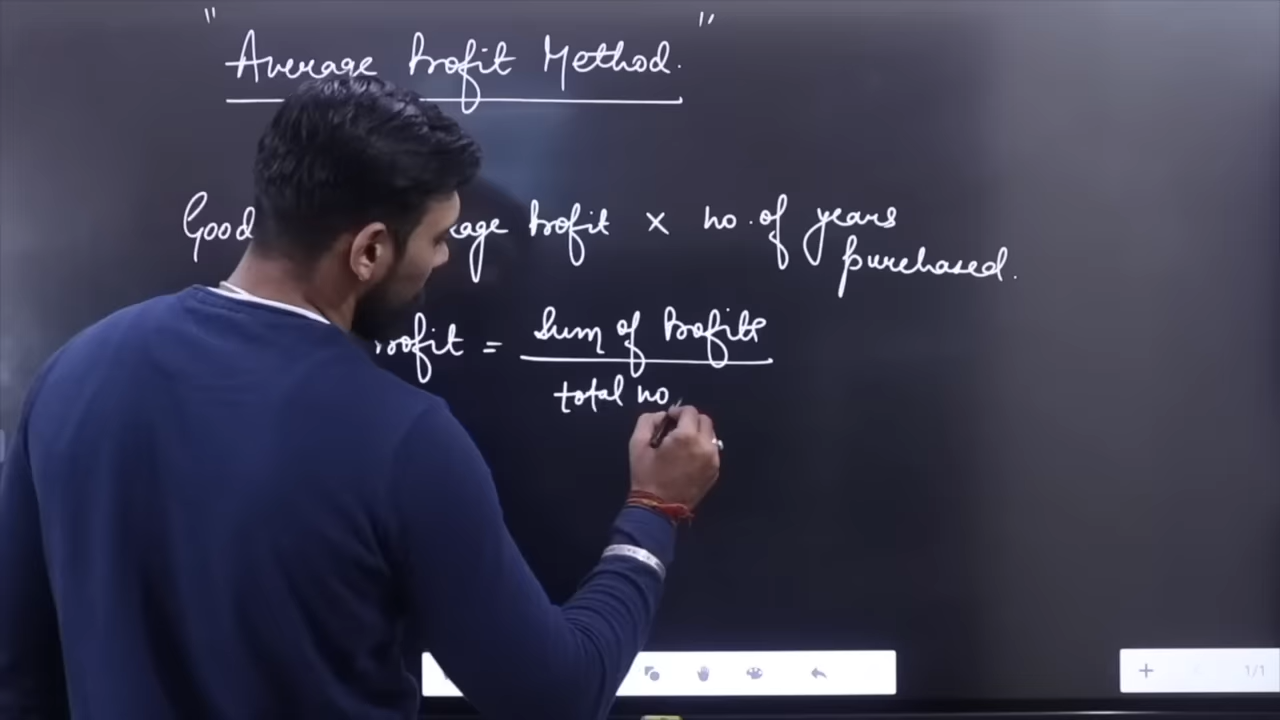 " Average Profit Method. "
Good age Profit × no. of years
purchased.
rofit = Sum of Profits
total no
1/1